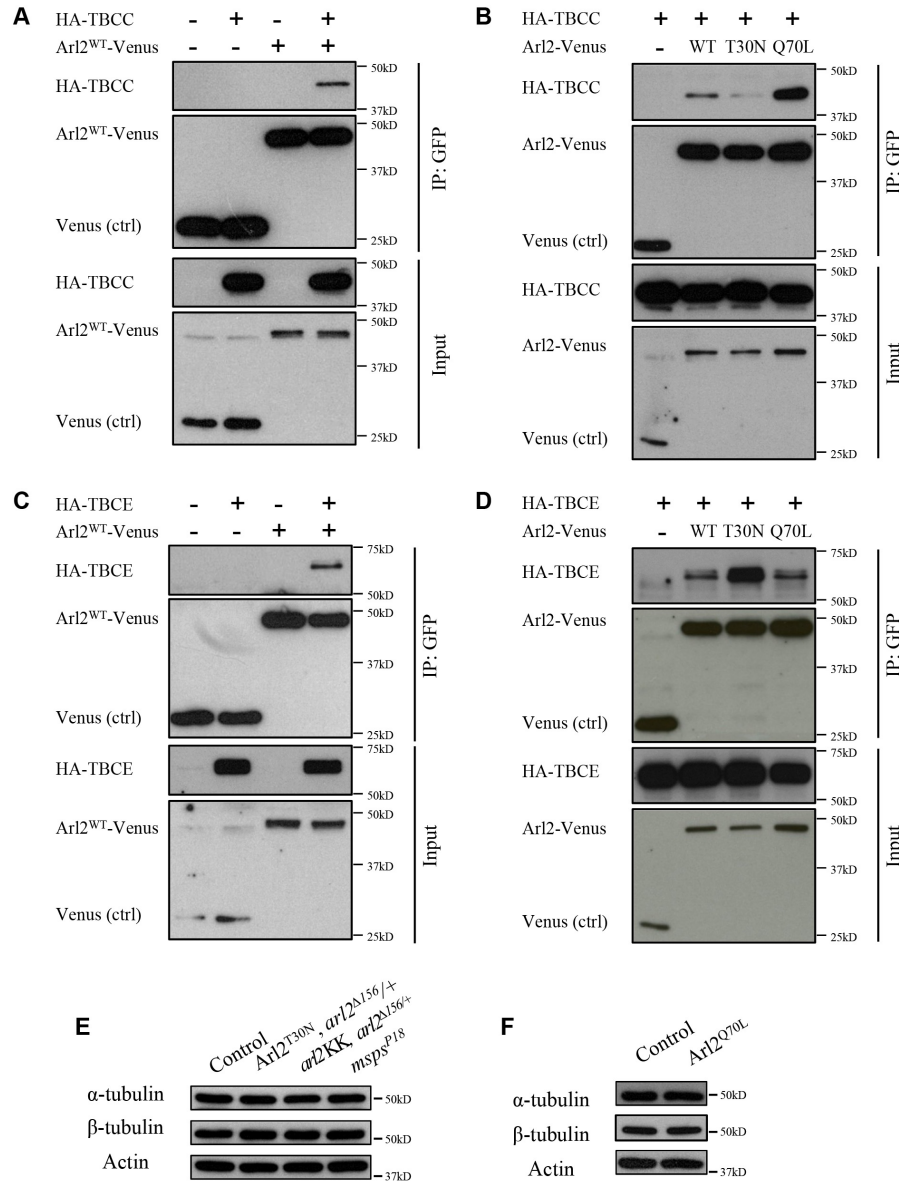 A
HA-TBCC - + - +
Arl2WT-Venus - - + +
HA-TBCC
50kD
37kD
Arl2WT-Venus
50kD
37kD
Venus (ctrl)
25kD
IP: GFP
HA-TBCC
50kD
37kD
Arl2WT-Venus
50kD
37kD
Venus (ctrl)
25kD
Input
B
HA-TBCC + + + +
Arl2-Venus - WT T30N Q70L
HA-TBCC
50kD
37kD
Arl2-Venus
50kD
37kD
Venus (ctrl)
25kD
IP: GFP
HA-TBCC
50kD
37kD
Arl2-Venus
50kD
37kD
Venus (ctrl)
25kD
Input
C
HA-TBCE - + - +
Arl2WT-Venus - - + +
HA-TBCE
75kD
50kD
Arl2WT-Venus
50kD
37kD
Venus (ctrl)
25kD
IP: GFP
HA-TBCE
75kD
50kD
Arl2WT-Venus
50kD
37kD
Venus (ctrl)
25kD
Input
D
HA-TBCE + + + +
Arl2-Venus - WT T30N Q70L
HA-TBCE
75kD
50kD
Arl2-Venus
50kD
37kD
Venus (ctrl)
25kD
IP: GFP
HA-TBCE
75kD
50kD
Arl2-Venus
50kD
37kD
Venus (ctrl)
25kD
Input
E
Control
Arl2T30N, arl2Δ156/+
arl2KK, arl2Δ156/+
mspsP18
α-tubulin
50kD
β-tubulin
50kD
Actin
37kD
F
Control
Arl2Q70L
α-tubulin
50kD
β-tubulin
50kD
Actin
37kD